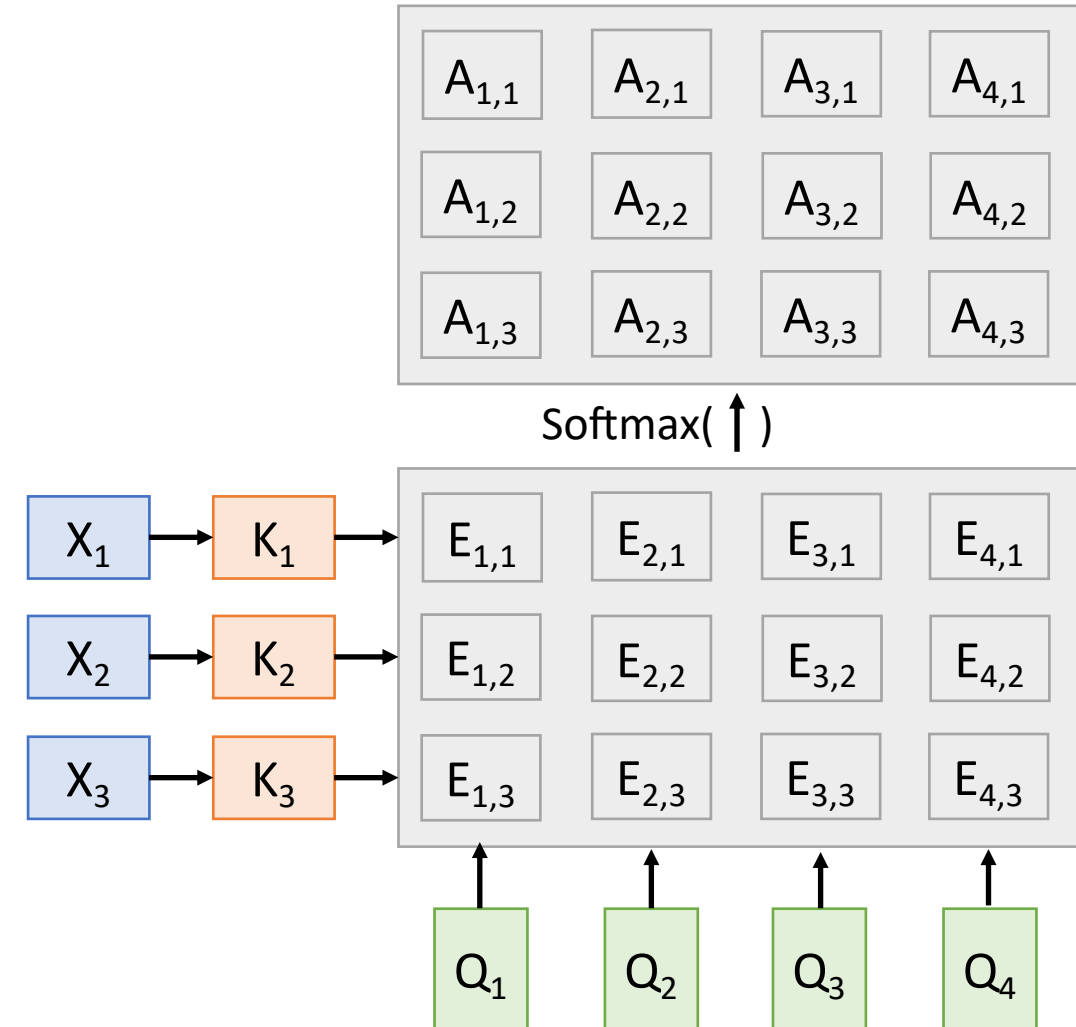 A1,1 A2,1 A3,1 A4,1
A1,2 A2,2 A3,2 A4,2
A1,3 A2,3 A3,3 A4,3
Softmax( ↑ )
X1 K1 E1,1 E2,1 E3,1 E4,1
X2 K2 E1,2 E2,2 E3,2 E4,2
X3 K3 E1,3 E2,3 E3,3 E4,3
Q1 Q2 Q3 Q4